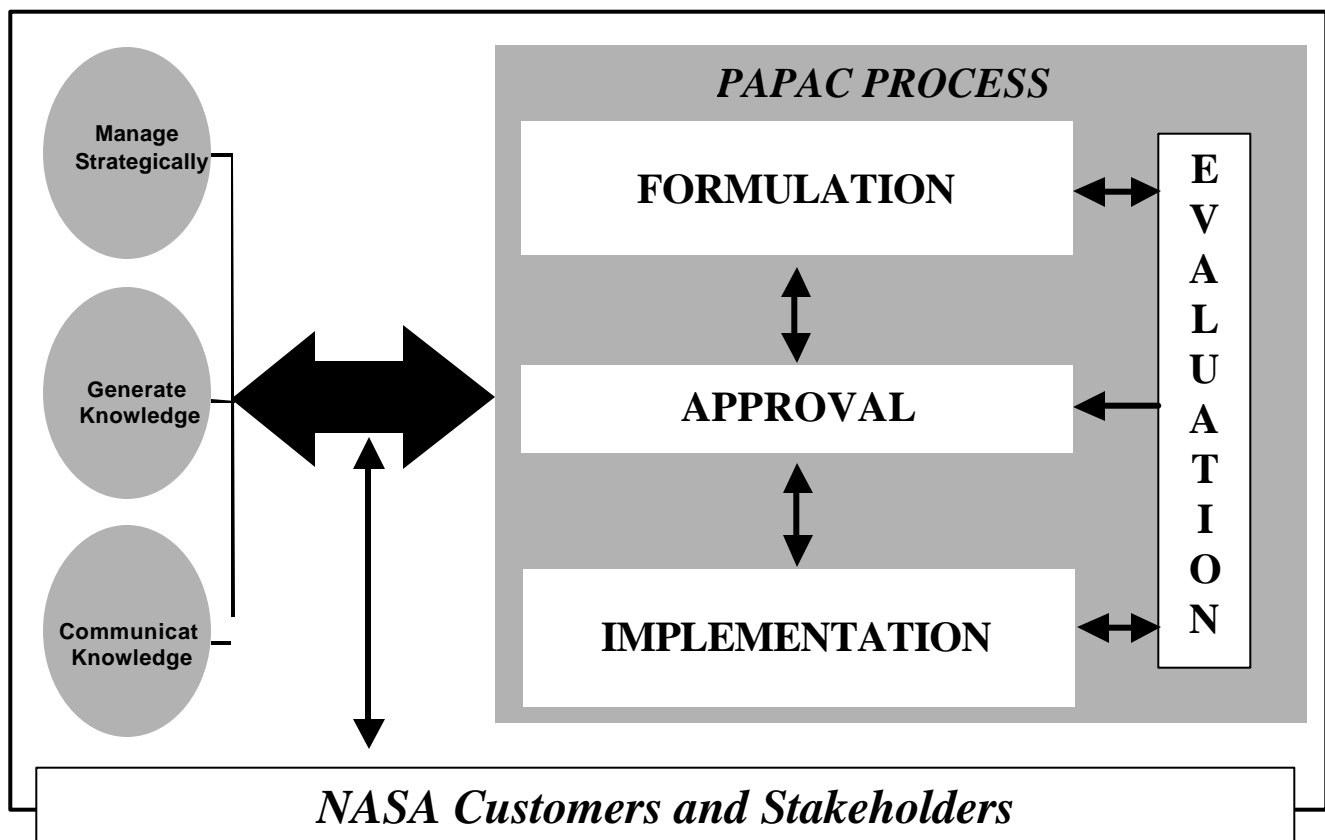 Manage
Strategically
Generate
Knowledge
Communicat
Knowledge
PAPAC PROCESS
FORMULATION
APPROVAL
IMPLEMENTATION
E
V
A
L
U
A
T
I
O
N
NASA Customers and Stakeholders